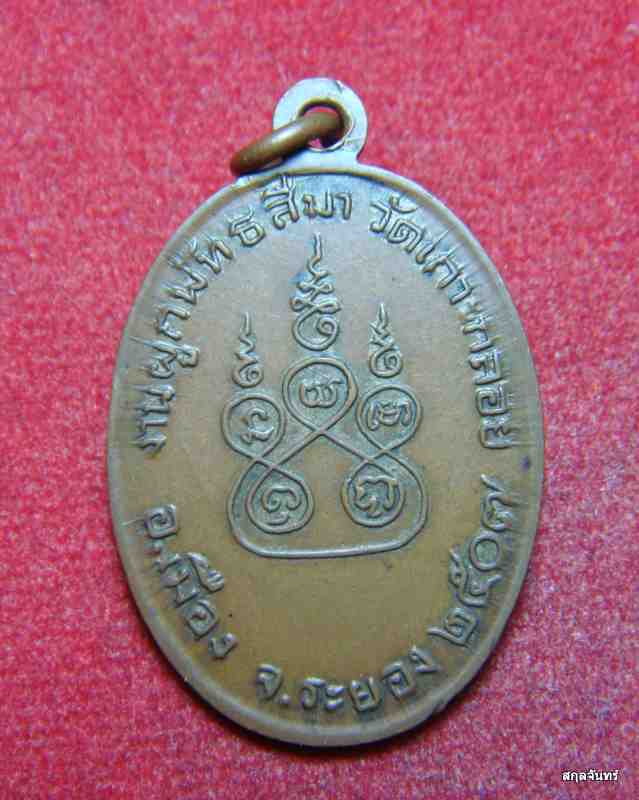 งานผูกพัทธสีมา วัดเกาะกลอย
อ.เมือง จ.ระยอง ๒๕๐๗
สกุลจันทร์